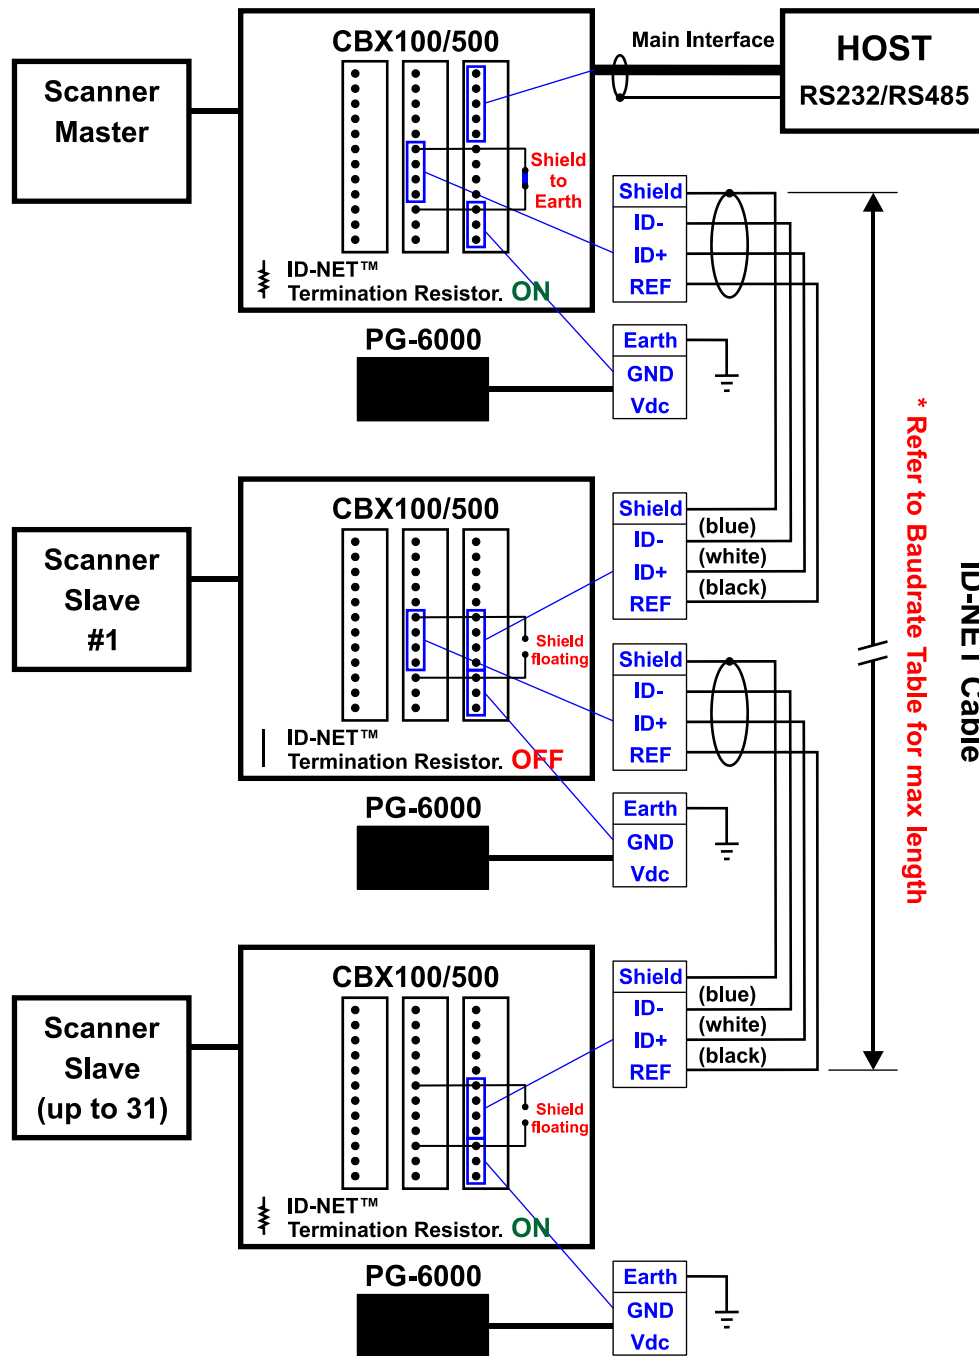 CBX100/500
Main Interface
HOST
RS232/RS485
Scanner
Master
Shield
to
Earth
ID-NET™
Termination Resistor. ON
Shield
ID-
ID+
REF
PG-6000
Earth
GND
Vdc
CBX100/500
Scanner
Slave
#1
Shield
floating
ID-NET™
Termination Resistor. OFF
Shield
ID-
ID+
REF
(blue)
(white)
(black)
Shield
ID-
ID+
REF
PG-6000
Earth
GND
Vdc
ID-NET Cable
* Refer to Baudrate Table for max length
CBX100/500
Scanner
Slave
(up to 31)
Shield
floating
ID-NET™
Termination Resistor. ON
Shield
ID-
ID+
REF
(blue)
(white)
(black)
PG-6000
Earth
GND
Vdc